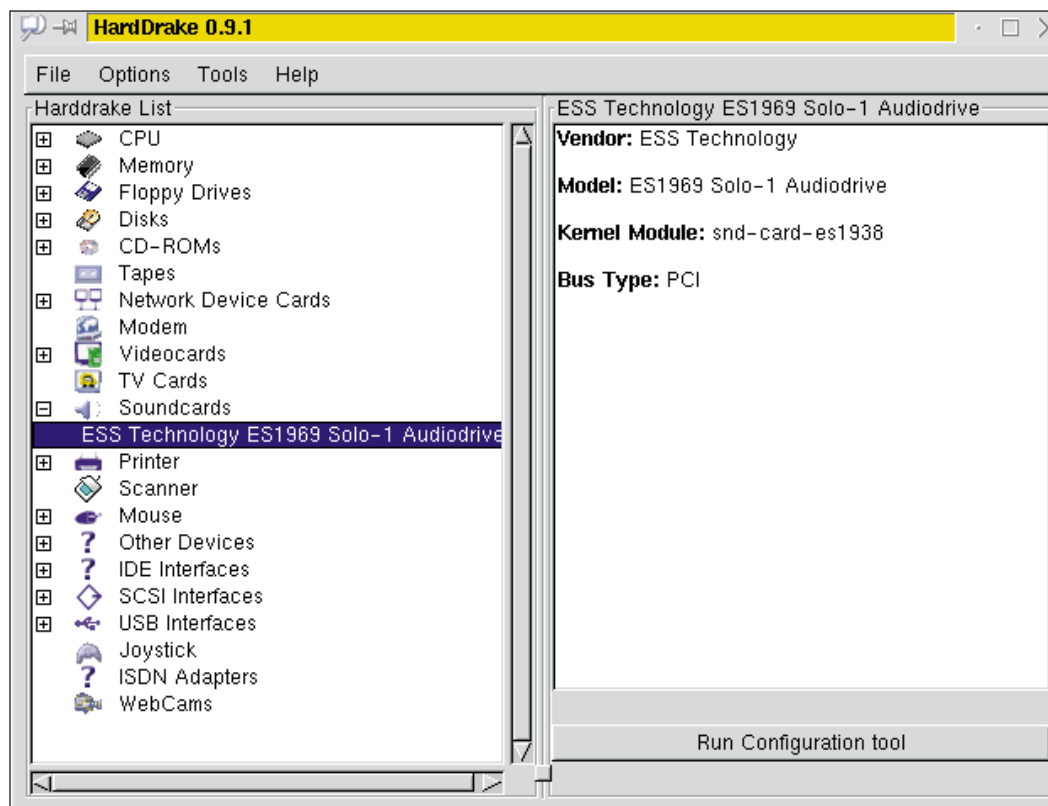 HardDrake 0.9.1
File Options Tools Help
Harddrake List
CPU
Memory
Floppy Drives
Disks
CD-ROMs
Tapes
Network Device Cards
Modem
Videocards
TV Cards
Soundcards
ESS Technology ES1969 Solo-1 Audiodrive
Printer
Scanner
Mouse
Other Devices
IDE Interfaces
SCSI Interfaces
USB Interfaces
Joystick
ISDN Adapters
WebCams
ESS Technology ES1969 Solo-1 Audiodrive
Vendor: ESS Technology
Model: ES1969 Solo-1 Audiodrive
Kernel Module: snd-card-es1938
Bus Type: PCI
Run Configuration tool